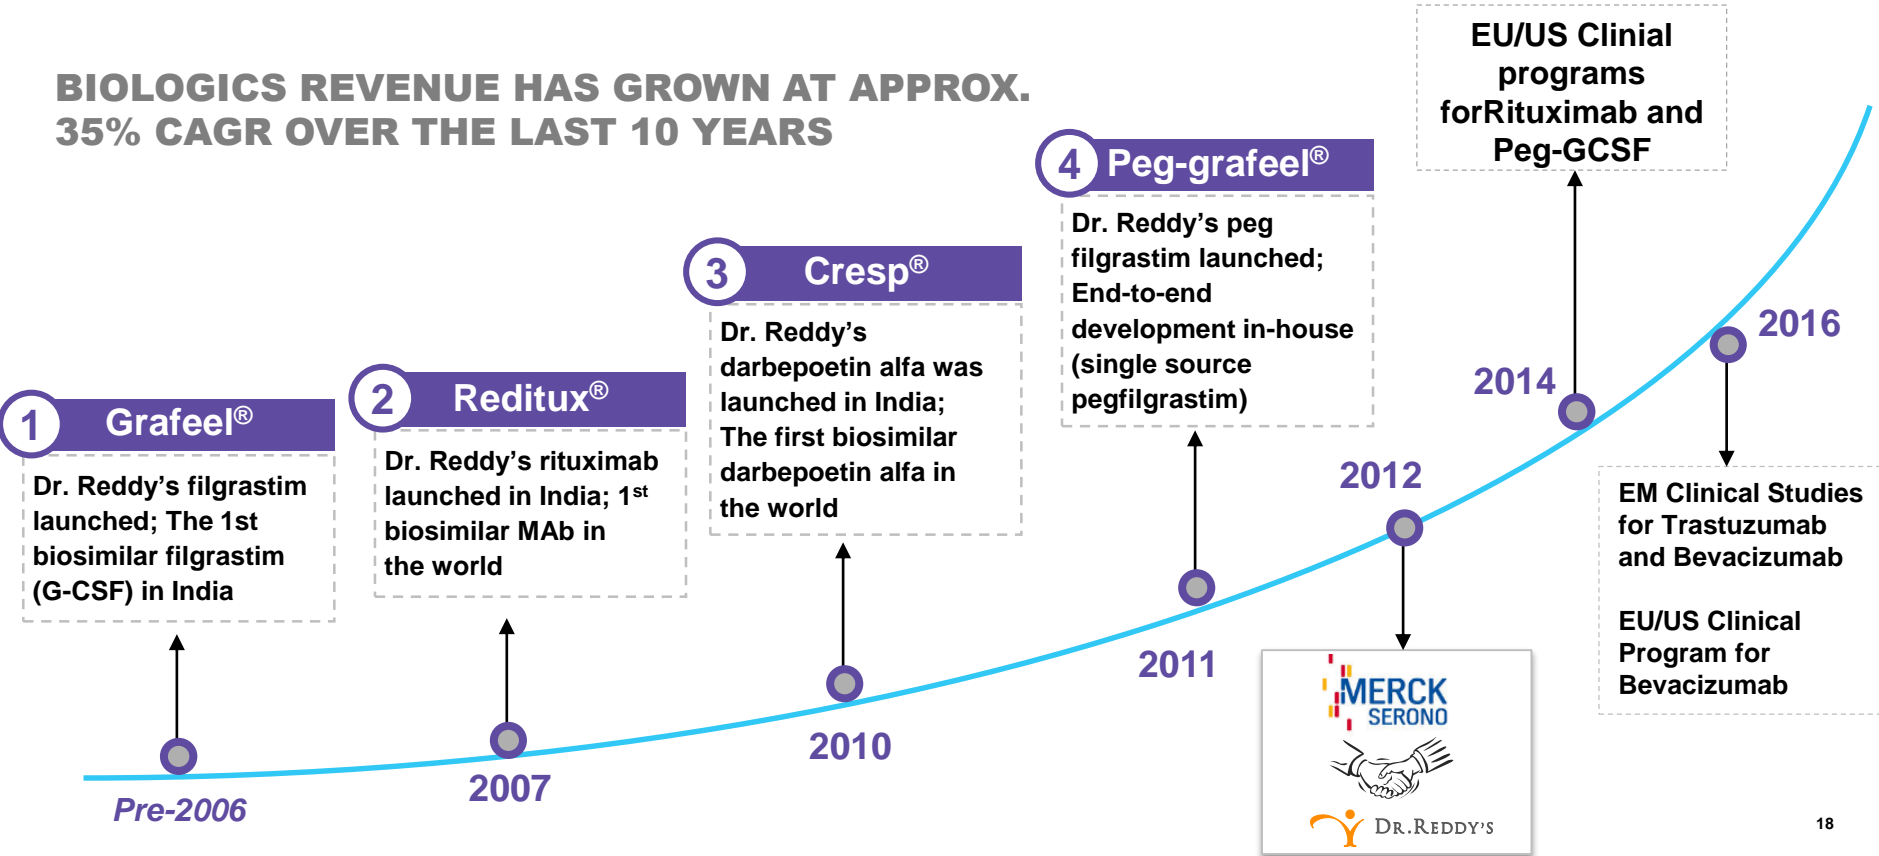 BIOLOGICS REVENUE HAS GROWN AT APPROX.
35% CAGR OVER THE LAST 10 YEARS
1
Grafeel®
Dr. Reddy’s filgrastim
launched; The 1st
biosimilar filgrastim
(G-CSF) in India
Pre-2006
2
Reditux®
Dr. Reddy’s rituximab
launched in India; 1st
biosimilar MAb in
the world
2007
3
Cresp®
Dr. Reddy’s
darbepoetin alfa was
launched in India;
The first biosimilar
darbepoetin alfa in
the world
2010
4
Peg-grafeel®
Dr. Reddy’s peg
filgrastim launched;
End-to-end
development in-house
(single source
pegfilgrastim)
2011
2012
MERCK
SERONO
DR.REDDY’S
EU/US Clinial
programs
forRituximab and
Peg-GCSF
2014
2016
EM Clinical Studies
for Trastuzumab
and Bevacizumab
EU/US Clinical
Program for
Bevacizumab
18